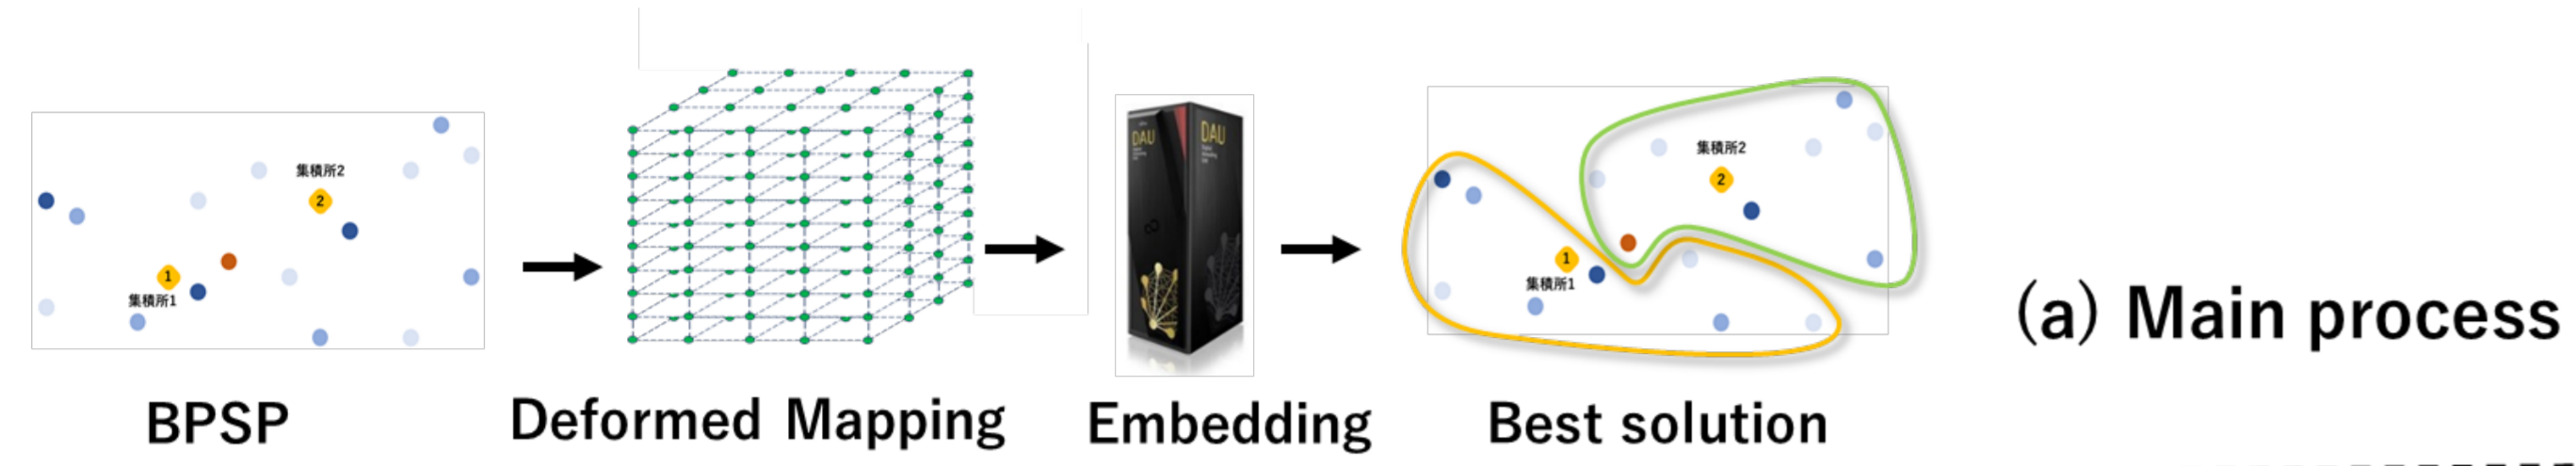 集積所2
2
1
集積所1
BPSP
Deformed Mapping
DAU
DAU
Embedding
集積所2
2
1
集積所1
Best solution
(a) Main process